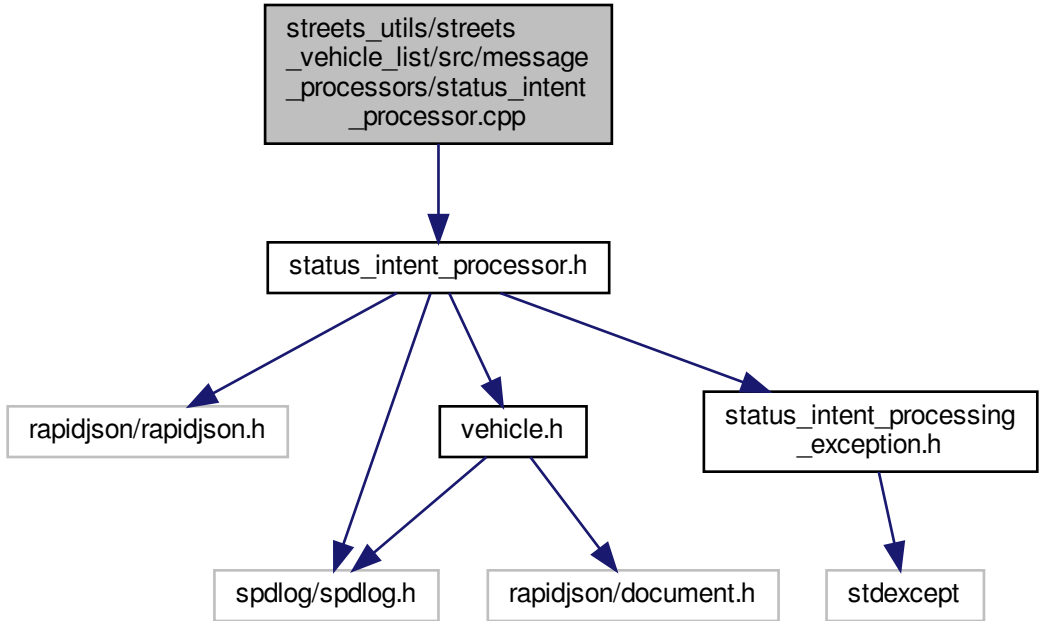 streets_utils/streets
_vehicle_list/src/message
_processors/status_intent
_processor.cpp
status_intent_processor.h
rapidjson/rapidjson.h
vehicle.h
status_intent_processing
_exception.h
spdlog/spdlog.h
rapidjson/document.h
stdexcept